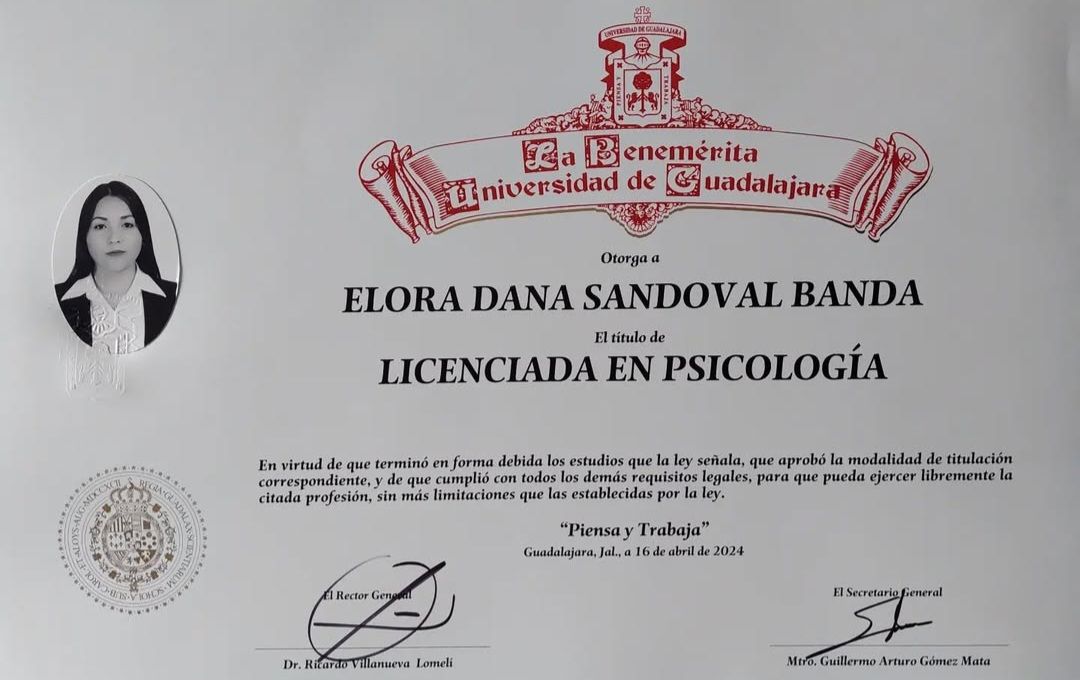 UNIVERSIDAD DE GUADALAJARA
PIENSA Y
TRABAJA
La Benemérita
Universidad de Guadalajara
Otorga a
ELORA DANA SANDOVAL BANDA
El título de
LICENCIADA EN PSICOLOGÍA
En virtud de que terminó en forma debida los estudios que la ley señala, que aprobó la modalidad de titulación
correspondiente, y de que cumplió con todos los demás requisitos legales, para que pueda ejercer libremente la
citada profesión, sin más limitaciones que las establecidas por la ley.
“Piensa y Trabaja”
Guadalajara, Jal., a 16 de abril de 2024
El Rector General
Dr. Ricardo Villanueva Lomelí
El Secretario General
Mtro. Guillermo Arturo Gómez Mata